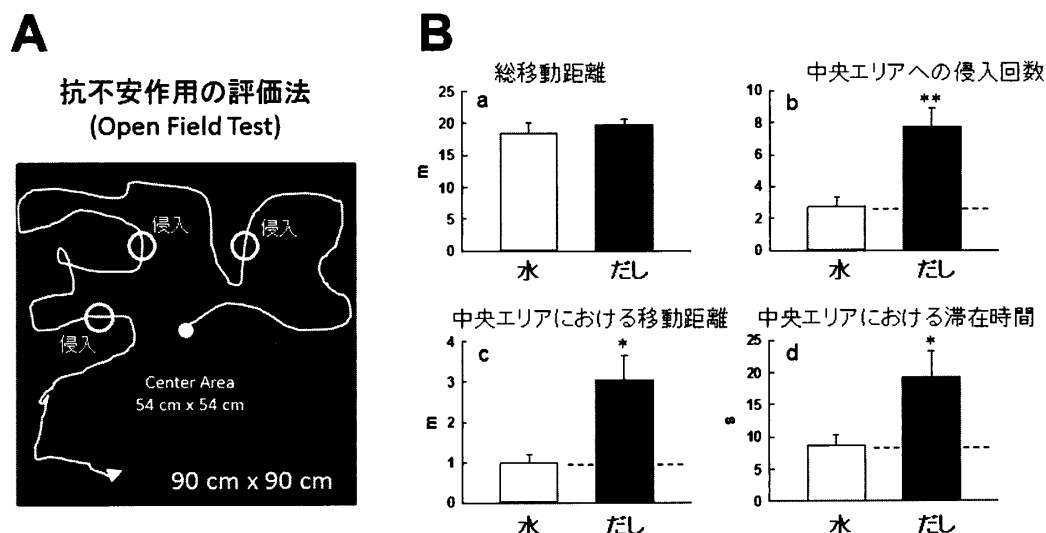 A
抗不安作用の評価法
(Open Field Test)
侵入
侵入
侵入
Center Area
54 cm x 54 cm
90 cm x 90 cm
B
総移動距離
a
m
25
20
15
10
5
0
水
だし
中央エリアへの侵入回数
b
**
10
8
6
4
2
0
水
だし
中央エリアにおける移動距離
c
*
m
4
3
2
1
0
水
だし
中央エリアにおける滞在時間
d
*
s
25
20
15
10
5
0
水
だし